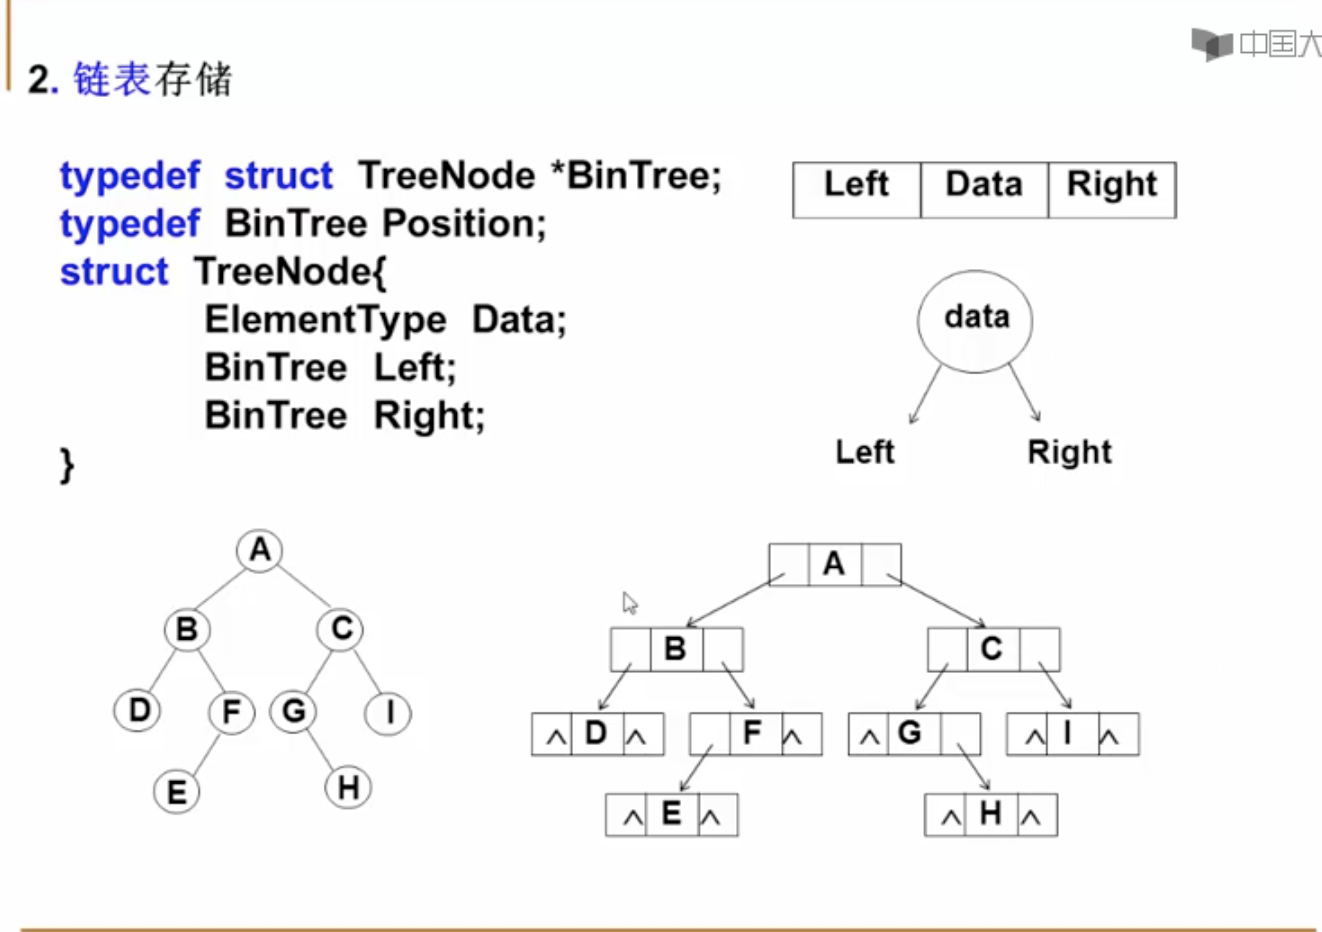 中国大
2. 链表存储
typedef struct TreeNode *BinTree;
typedef BinTree Position;
struct TreeNode{
ElementType Data;
BinTree Left;
BinTree Right;
}
Left Data Right
data
Left Right
A
B C
D F G I
E H
A
B C
^ D ^ F ^ ^ G ^ I ^
^ E ^ ^ H ^